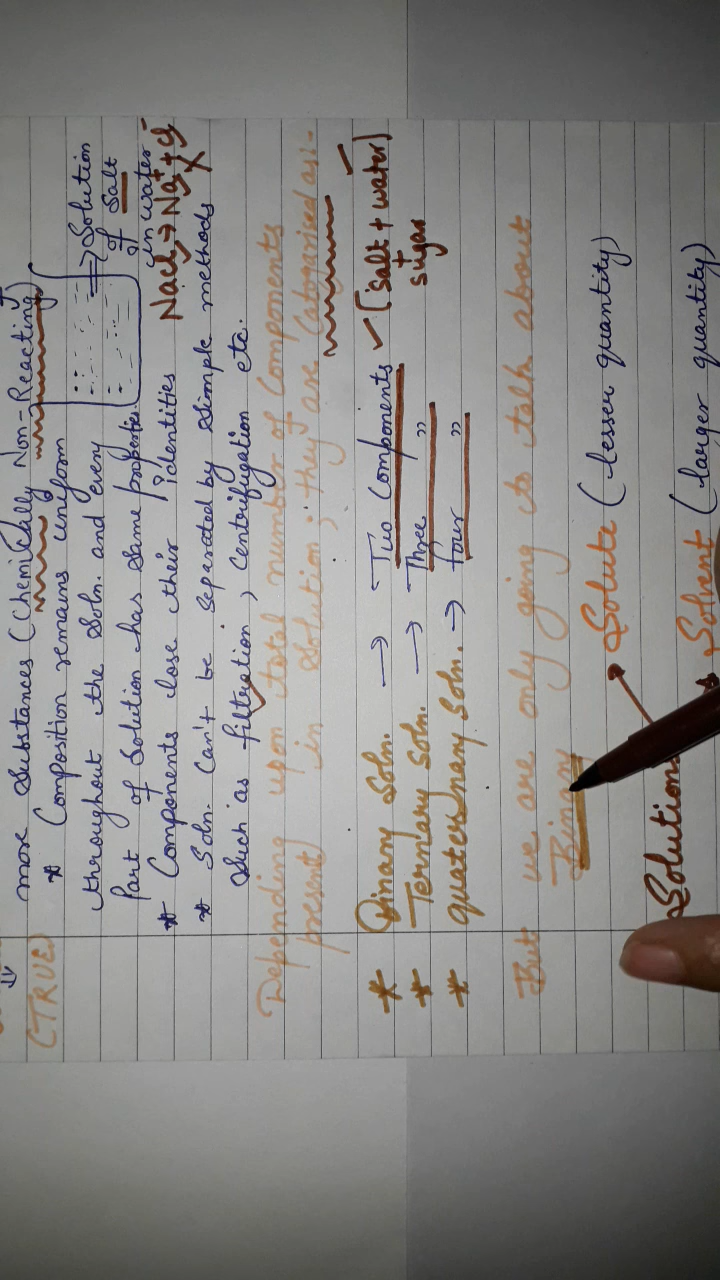 (TRUE)
more Substances (Chemically Non-Reacting)
* Composition remains uniform
throughout the Soln. and every
Part of Solution has Same properties.
⇒ Solution
of Salt
in water
NaCl → Na⁺ + Cl⁻
* Components lose their identities
* Soln. Can't be separated by simple methods
Such as filtration, centrifugation etc.
Depending upon total number of Components
present in Solution; they are Categorised as:-
* Binary Soln. → Two Components [Salt + water]
+
sugar
* Ternary Soln. → Three "
* quaternary Soln. → four "
But we are only going to talk about
Binary
Solute (lesser quantity)
Solution
Solvent (larger quantity)